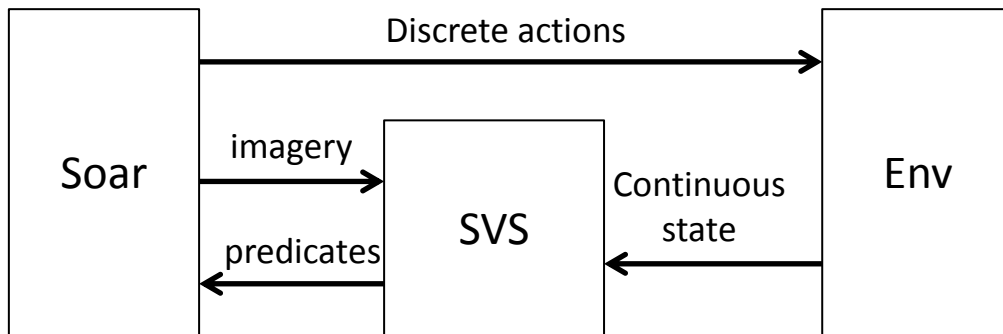 Discrete actions
Soar
imagery
predicates
SVS
Continuous
state
Env